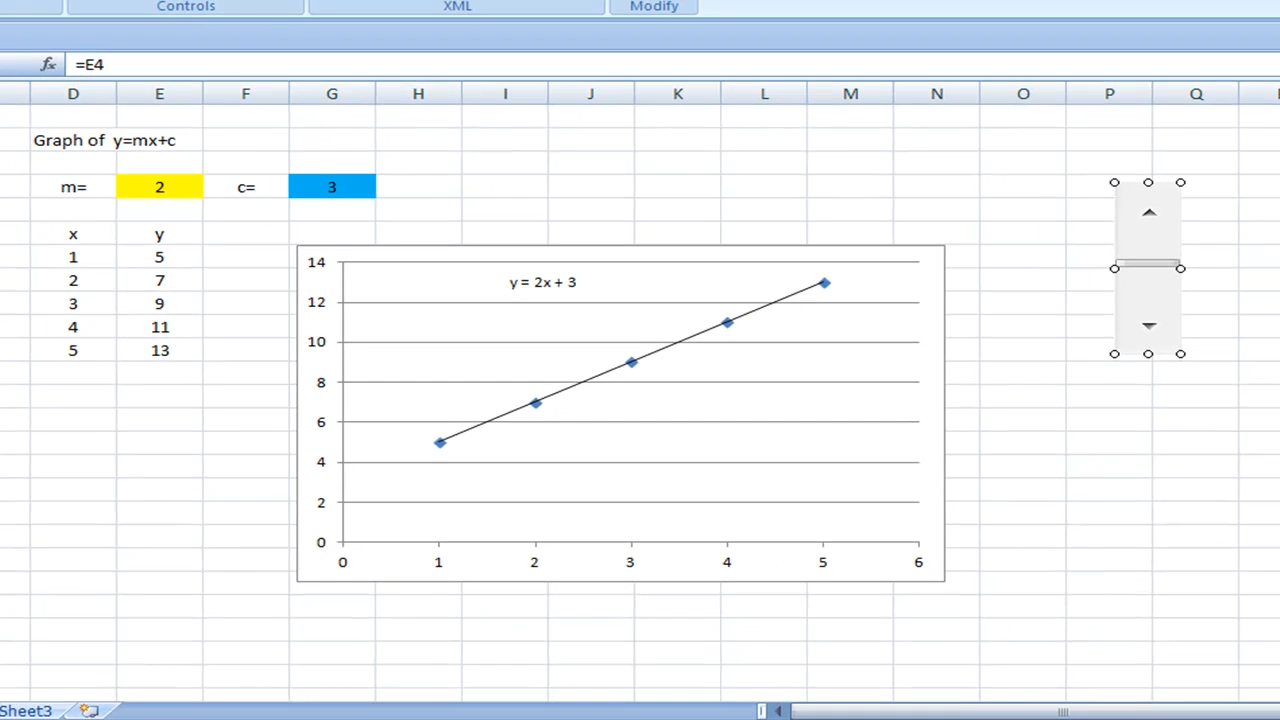 Controls XML Modify
fx =E4
D E F G H I J K L M N O P Q
Graph of y=mx+c
m= 2 c= 3
x y
1 5
2 7
3 9
4 11
5 13
y = 2x + 3
14
12
10
8
6
4
2
0
0 1 2 3 4 5 6
Sheet3